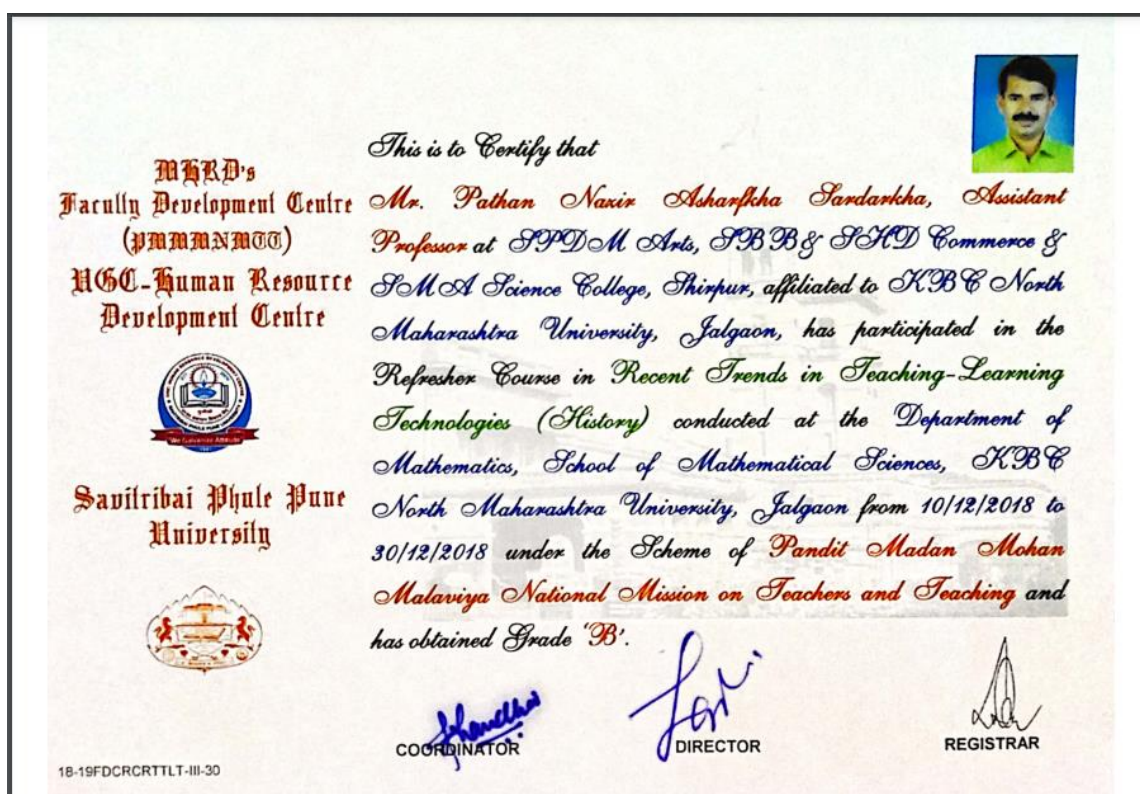 MHRD's
Faculty Development Centre
(PMMMNMTT)
UGC-Human Resource
Development Centre
"We Galvanise Attitude"
Savitribai Phule Pune
University
This is to Certify that
Mr. Pathan Nazir Asharfkha Sardarkha, Assistant
Professor at SPDM Arts, SBB & SHD Commerce &
SMA Science College, Shirpur, affiliated to KBC North
Maharashtra University, Jalgaon, has participated in the
Refresher Course in Recent Trends in Teaching-Learning
Technologies (History) conducted at the Department of
Mathematics, School of Mathematical Sciences, KBC
North Maharashtra University, Jalgaon from 10/12/2018 to
30/12/2018 under the Scheme of Pandit Madan Mohan
Malaviya National Mission on Teachers and Teaching and
has obtained Grade 'B'.
COORDINATOR
DIRECTOR
REGISTRAR
18-19FDCRCRTTLT-III-30